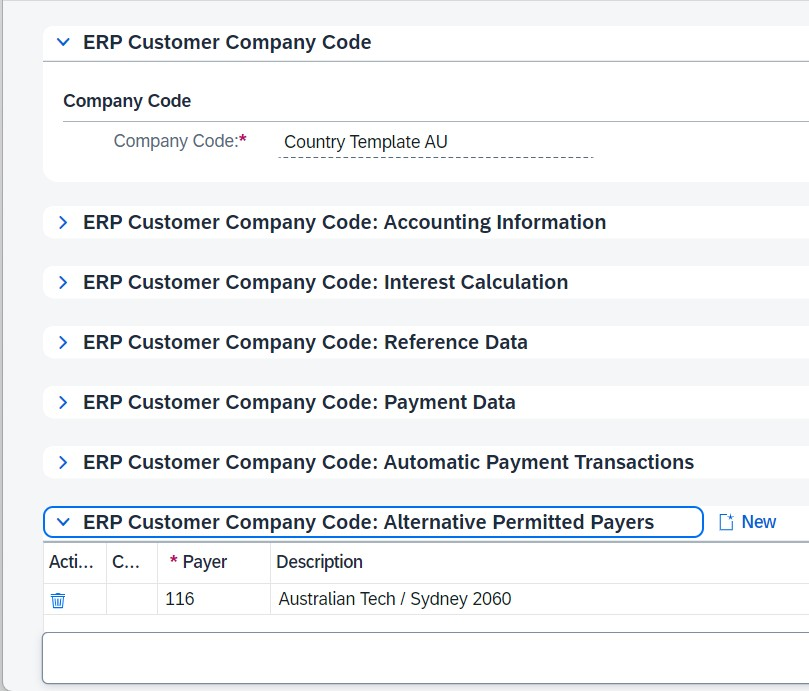 ERP Customer Company Code
Company Code
Company Code:* Country Template AU
ERP Customer Company Code: Accounting Information
ERP Customer Company Code: Interest Calculation
ERP Customer Company Code: Reference Data
ERP Customer Company Code: Payment Data
ERP Customer Company Code: Automatic Payment Transactions
ERP Customer Company Code: Alternative Permitted Payers New
Acti... C... * Payer Description
116 Australian Tech / Sydney 2060